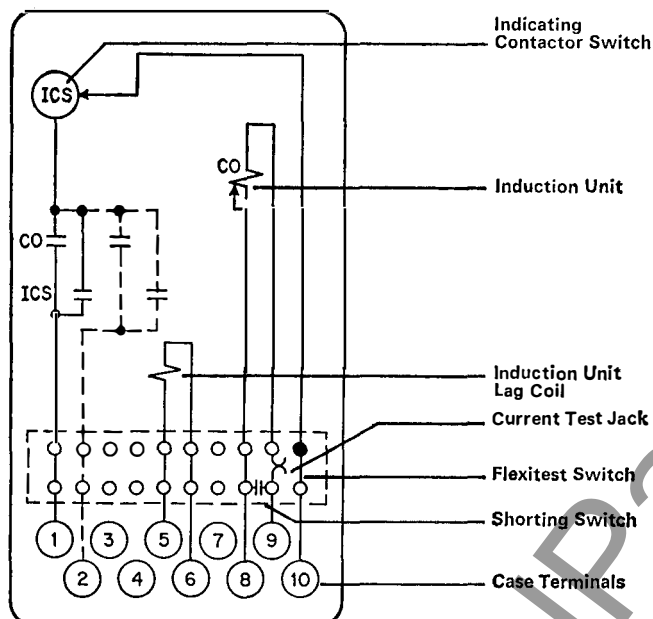 Indicating
Contactor Switch
ICS
CO
Induction Unit
CO
ICS
Induction Unit
Lag Coil
Current Test Jack
Flexitest Switch
Shorting Switch
1 3 5 7 9
2 4 6 8 10
Case Terminals